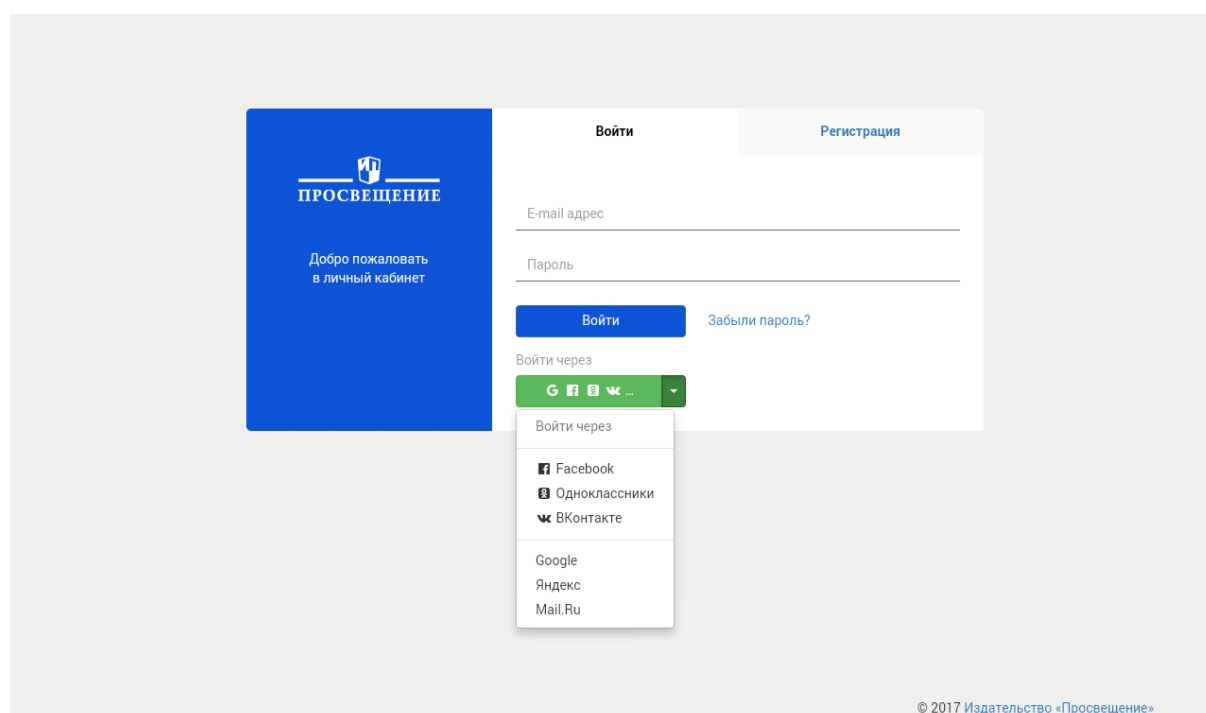 Войти
Регистрация
ПРОСВЕЩЕНИЕ
Добро пожаловать
в личный кабинет
E-mail адрес
Пароль
Войти
Забыли пароль?
Войти через
...
Войти через
Facebook
Одноклассники
ВКонтакте
Google
Яндекс
Mail.Ru
© 2017 Издательство «Просвещение»